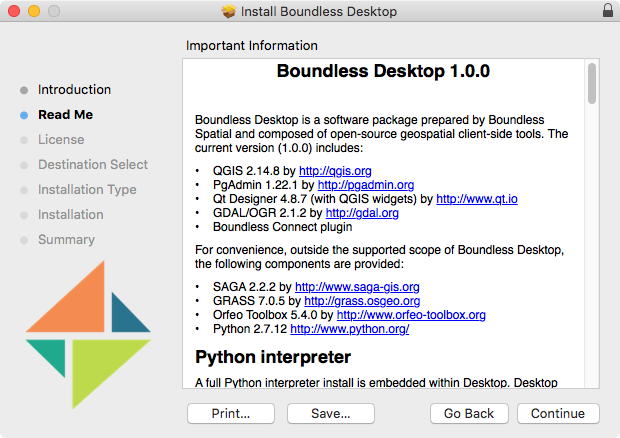 Install Boundless Desktop
Important Information
Introduction
Read Me
License
Destination Select
Installation Type
Installation
Summary
Boundless Desktop 1.0.0
Boundless Desktop is a software package prepared by Boundless
Spatial and composed of open-source geospatial client-side tools. The
current version (1.0.0) includes:
• QGIS 2.14.8 by http://qgis.org
• PgAdmin 1.22.1 by http://pgadmin.org
• Qt Designer 4.8.7 (with QGIS widgets) by http://www.qt.io
• GDAL/OGR 2.1.2 by http://gdal.org
• Boundless Connect plugin
For convenience, outside the supported scope of Boundless Desktop,
the following components are provided:
• SAGA 2.2.2 by http://www.saga-gis.org
• GRASS 7.0.5 by http://grass.osgeo.org
• Orfeo Toolbox 5.4.0 by http://www.orfeo-toolbox.org
• Python 2.7.12 http://www.python.org/
Python interpreter
A full Python interpreter install is embedded within Desktop. Desktop
Print...
Save...
Go Back
Continue